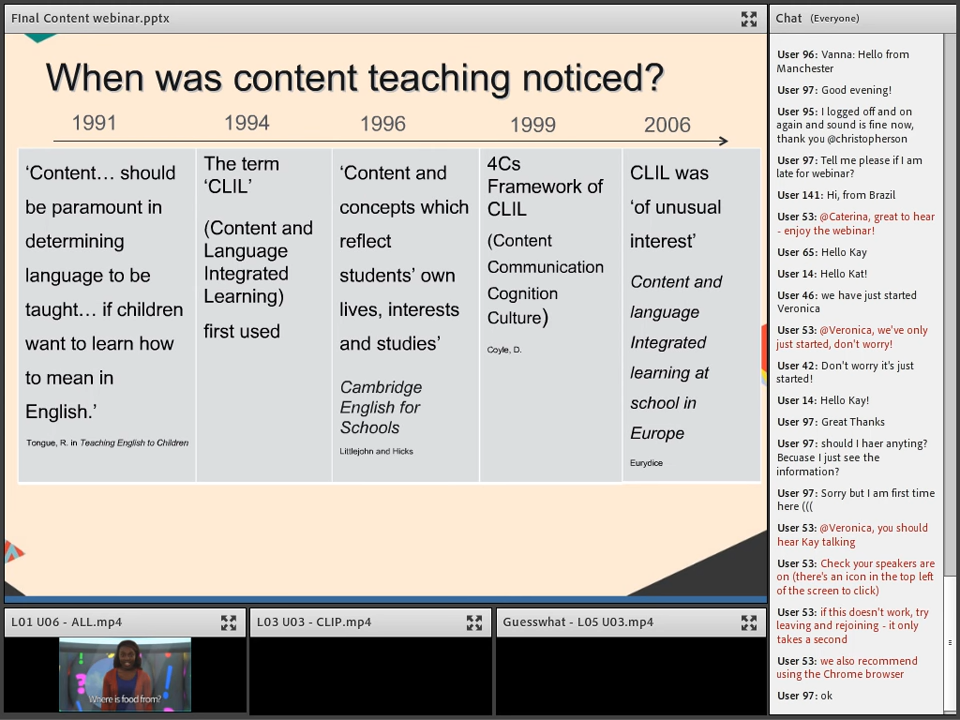 FInal Content webinar.pptx
When was content teaching noticed?
1991
1994
1996
1999
2006
‘Content… should
be paramount in
determining
language to be
taught… if children
want to learn how
to mean in
English.’
Tongue, R. in Teaching English to Children
The term
‘CLIL’
(Content and
Language
Integrated
Learning)
first used
‘Content and
concepts which
reflect
students’ own
lives, interests
and studies’
Cambridge
English for
Schools
Littlejohn and Hicks
4Cs
Framework of
CLIL
(Content
Communication
Cognition
Culture)
Coyle, D.
CLIL was
‘of unusual
interest’
Content and
language
Integrated
learning at
school in
Europe
Eurydice
L01 U06 - ALL.mp4
Where is food from?
L03 U03 - CLIP.mp4
Guesswhat - L05 U03.mp4
Chat (Everyone)
User 96: Vanna: Hello from
Manchester
User 97: Good evening!
User 95: I logged off and on
again and sound is fine now,
thank you @christopherson
User 97: Tell me please if I am
late for webinar?
User 141: Hi, from Brazil
User 53: @Caterina, great to hear
- enjoy the webinar!
User 65: Hello Kay
User 14: Hello Kat!
User 46: we have just started
Veronica
User 53: @Veronica, we've only
just started, don't worry!
User 42: Don't worry it's just
started!
User 14: Hello Kay!
User 97: Great Thanks
User 97: should I haer anyting?
Becuase I just see the
information?
User 97: Sorry but I am first time
here (((
User 53: @Veronica, you should
hear Kay talking
User 53: Check your speakers are
on (there's an icon in the top left
of the screen to click)
User 53: if this doesn't work, try
leaving and rejoining - it only
takes a second
User 53: we also recommend
using the Chrome browser
User 97: ok